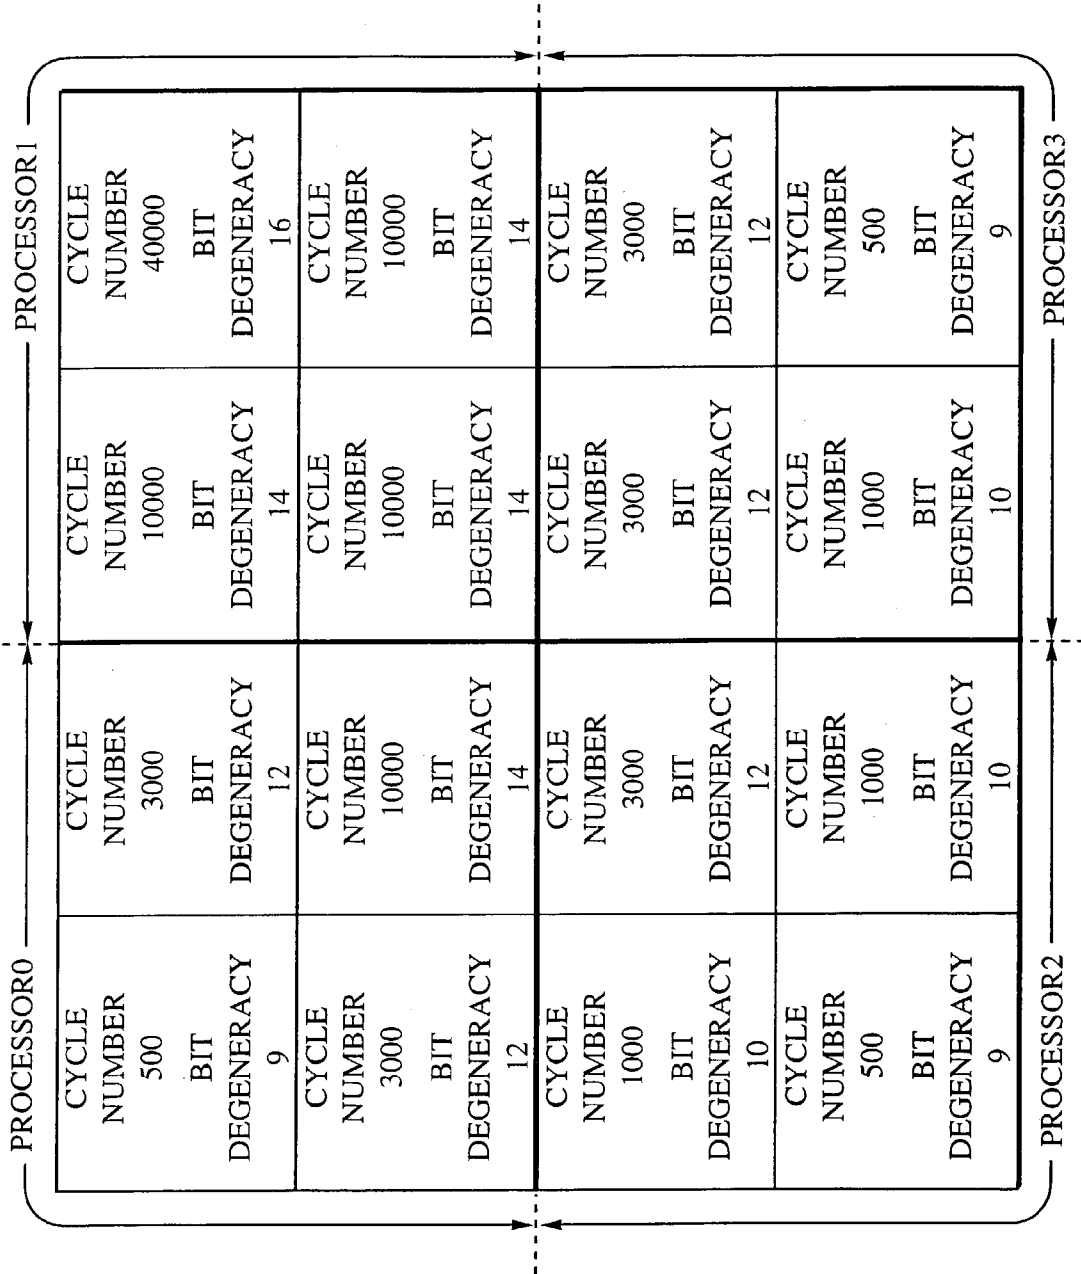 PROCESSOR0
PROCESSOR1
CYCLE
NUMBER
500
BIT
DEGENERACY
9
CYCLE
NUMBER
3000
BIT
DEGENERACY
12
CYCLE
NUMBER
10000
BIT
DEGENERACY
14
CYCLE
NUMBER
40000
BIT
DEGENERACY
16
CYCLE
NUMBER
3000
BIT
DEGENERACY
12
CYCLE
NUMBER
10000
BIT
DEGENERACY
14
CYCLE
NUMBER
10000
BIT
DEGENERACY
14
CYCLE
NUMBER
10000
BIT
DEGENERACY
14
CYCLE
NUMBER
1000
BIT
DEGENERACY
10
CYCLE
NUMBER
3000
BIT
DEGENERACY
12
CYCLE
NUMBER
3000
BIT
DEGENERACY
12
CYCLE
NUMBER
3000
BIT
DEGENERACY
12
CYCLE
NUMBER
500
BIT
DEGENERACY
9
CYCLE
NUMBER
1000
BIT
DEGENERACY
10
CYCLE
NUMBER
1000
BIT
DEGENERACY
10
CYCLE
NUMBER
500
BIT
DEGENERACY
9
PROCESSOR2
PROCESSOR3